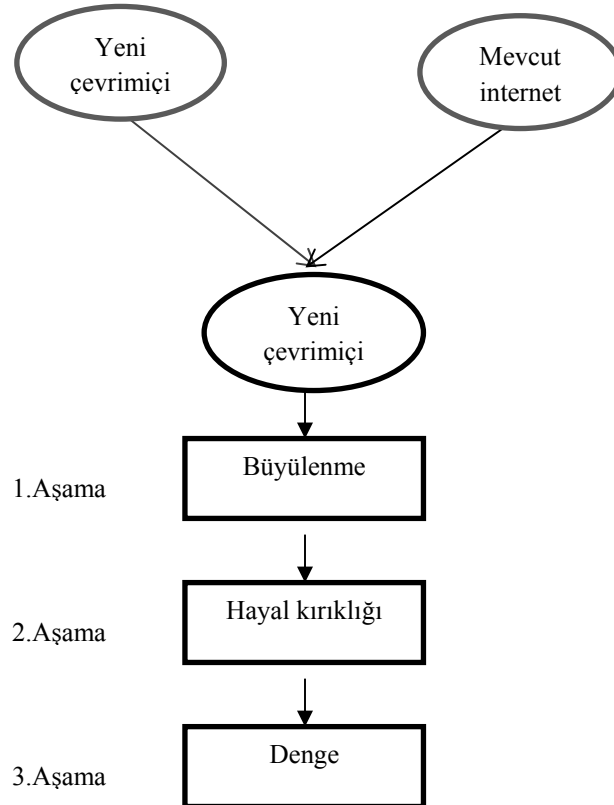 Yeni
çevrimiçi
Mevcut
internet
Yeni
çevrimiçi
Büyülenme
1.Aşama
Hayal kırıklığı
2.Aşama
Denge
3.Aşama